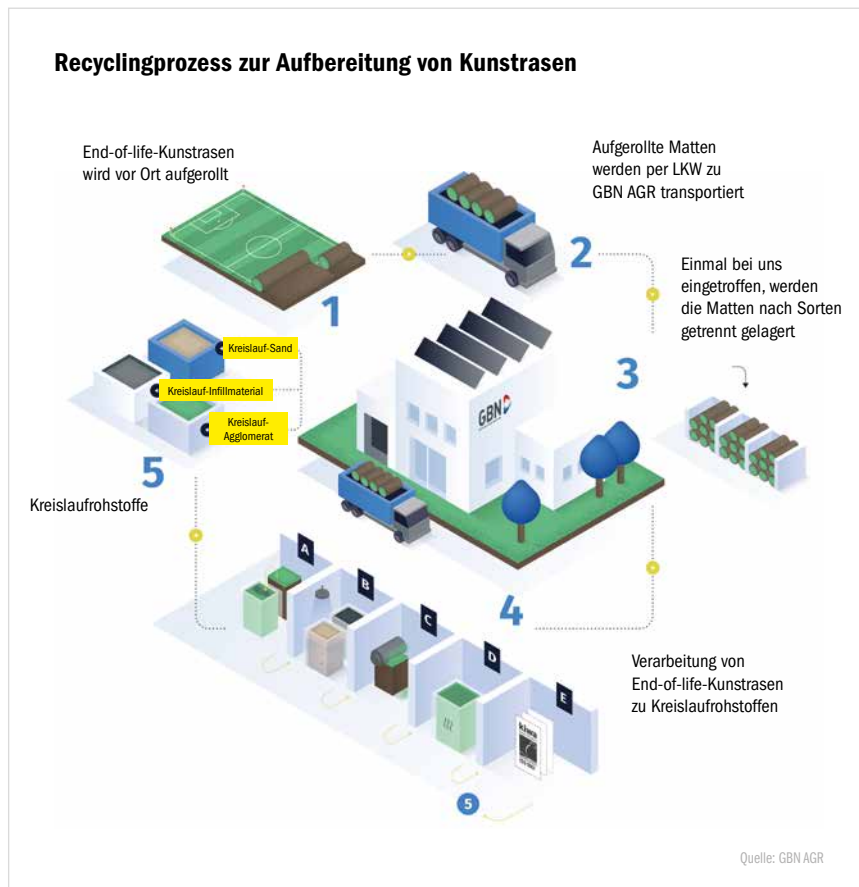 Recyclingprozess zur Aufbereitung von Kunstrasen
End-of-life-Kunstrasen
wird vor Ort aufgerollt
1
Aufgerollte Matten
werden per LKW zu
GBN AGR transportiert
2
Einmal bei uns
eingetroffen, werden
die Matten nach Sorten
getrennt gelagert
3
GBN
Kreislauf-Sand
Kreislauf-Infillmaterial
Kreislauf-
Agglomerat
5
Kreislaufrohstoffe
4
A
B
C
D
E
kiwa
Verarbeitung von
End-of-life-Kunstrasen
zu Kreislaufrohstoffen
5
Quelle: GBN AGR